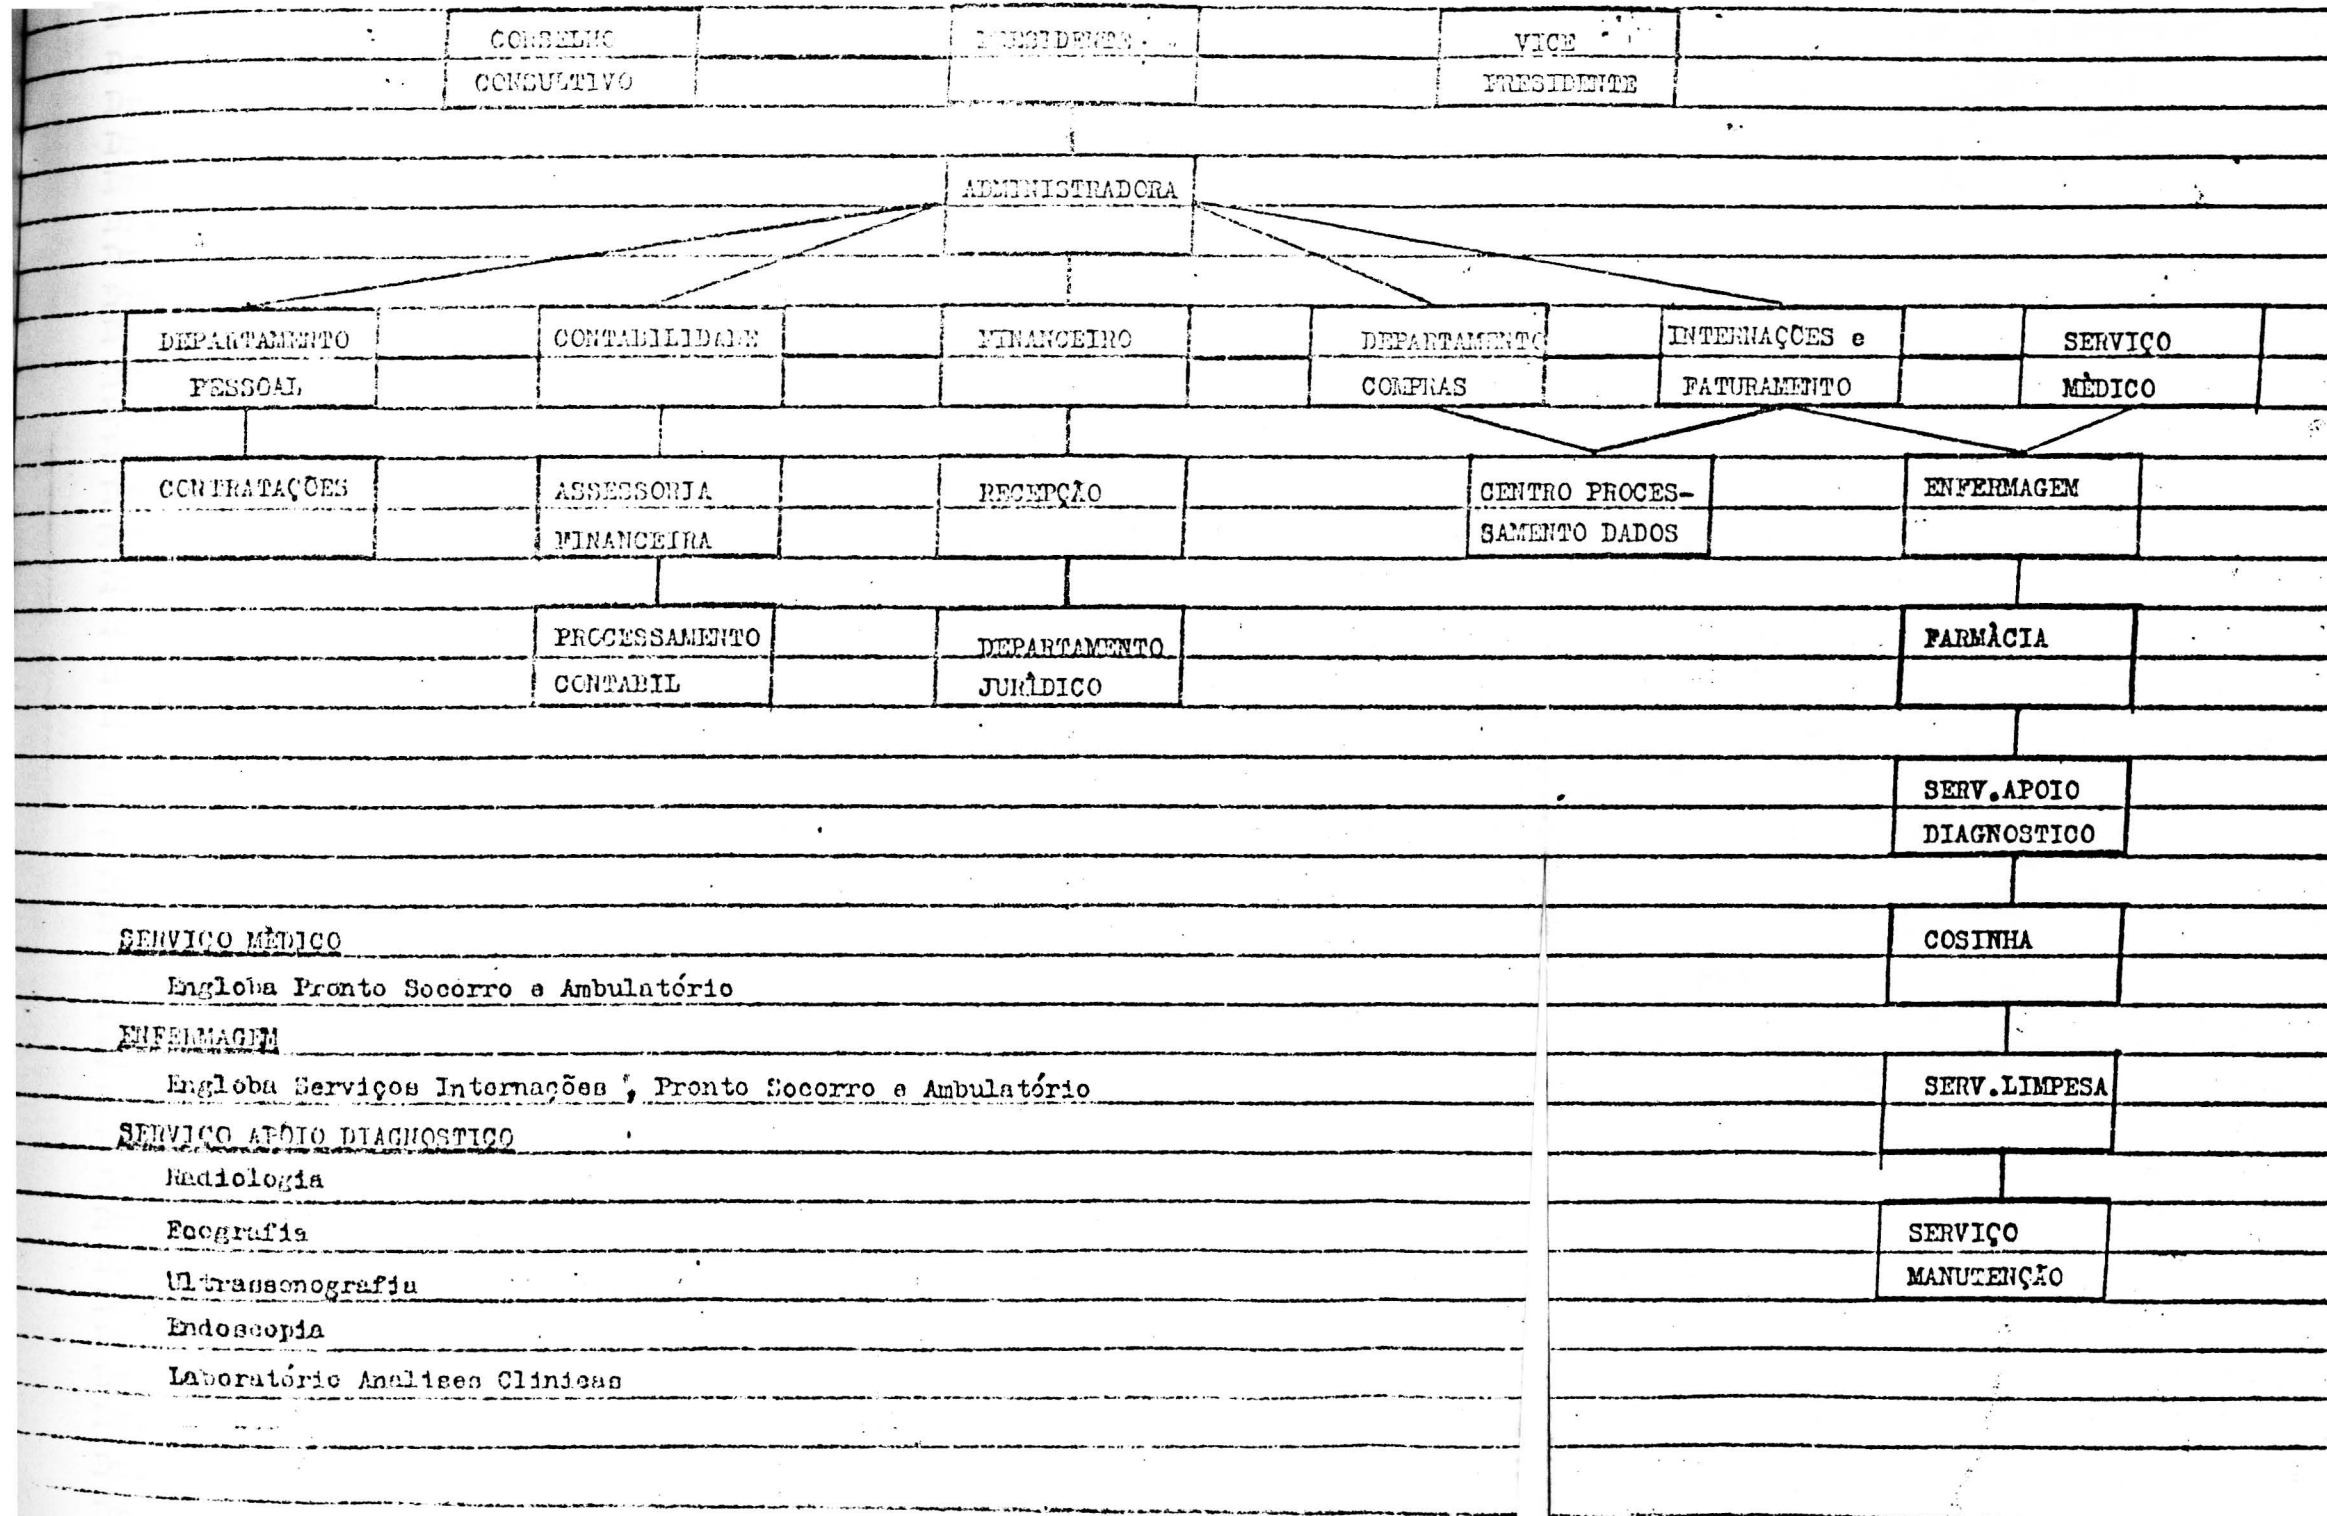 CONSELHO
CONSULTIVO
PRESIDENTE
VICE
PRESIDENTE
ADMINISTRADORA
DEPARTAMENTO
PESSOAL
CONTABILIDADE
FINANCEIRO
DEPARTAMENTO
COMPRAS
INTERNAÇÕES e
FATURAMENTO
SERVIÇO
MÈDICO
CONTRATAÇÕES
ASSESSORIA
FINANCEIRA
RECEPÇÃO
CENTRO PROCES-
SAMENTO DADOS
ENFERMAGEM
PROCESSAMENTO
CONTABIL
DEPARTAMENTO
JURÌDICO
FARMÀCIA
SERV.APOIO
DIAGNOSTICO
COSINHA
SERV.LIMPESA
SERVIÇO
MANUTENÇÃO
SERVIÇO MÈDICO
Engloba Pronto Socorro e Ambulatório
ENFERMAGEM
Engloba Serviços Internações , Pronto Socorro e Ambulatório
SERVIÇO APÓIO DIAGNOSTICO
Radiologia
Ecografia
Ultrassonografia
Endoscopia
Laboratório Analises Clinicas